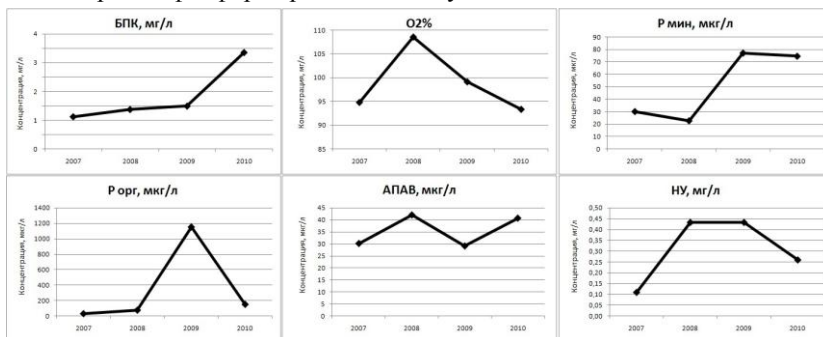 БПК, мг/л
Концентрация, мг/л
4
3
2
1
0
2007 2008 2009 2010
О2%
Концентрация, мг/л
110
105
100
95
90
85
2007 2008 2009 2010
Р мин, мкг/л
Концентрация, мкг/л
90
80
70
60
50
40
30
20
10
0
2007 2008 2009 2010
Р орг, мкг/л
Концентрация, мкг/л
1400
1200
1000
800
600
400
200
0
2007 2008 2009 2010
АПАВ, мкг/л
Концентрация, мкг/л
45
40
35
30
25
20
15
10
5
0
2007 2008 2009 2010
НУ, мг/л
Концентрация, мг/л
0,50
0,45
0,40
0,35
0,30
0,25
0,20
0,15
0,10
0,05
0,00
2007 2008 2009 2010